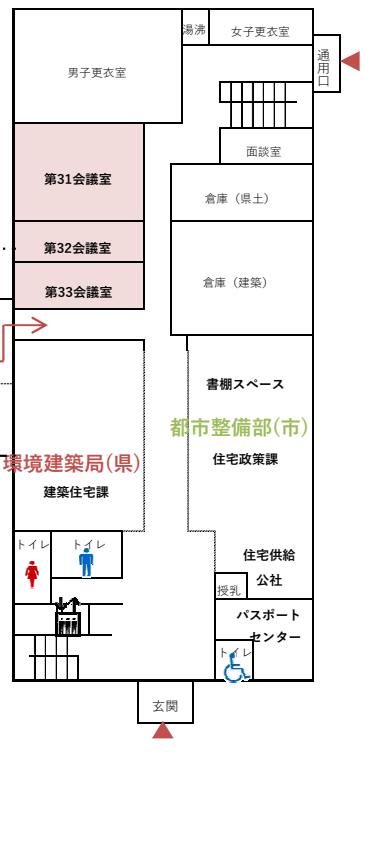 湯沸
女子更衣室
通用口
男子更衣室
面談室
第31会議室
倉庫（県土）
第32会議室
倉庫（建築）
第33会議室
書棚スペース
都市整備部(市)
環境建築局(県)
住宅政策課
建築住宅課
トイレ
トイレ
住宅供給
公社
授乳
パスポート
センター
トイレ
玄関